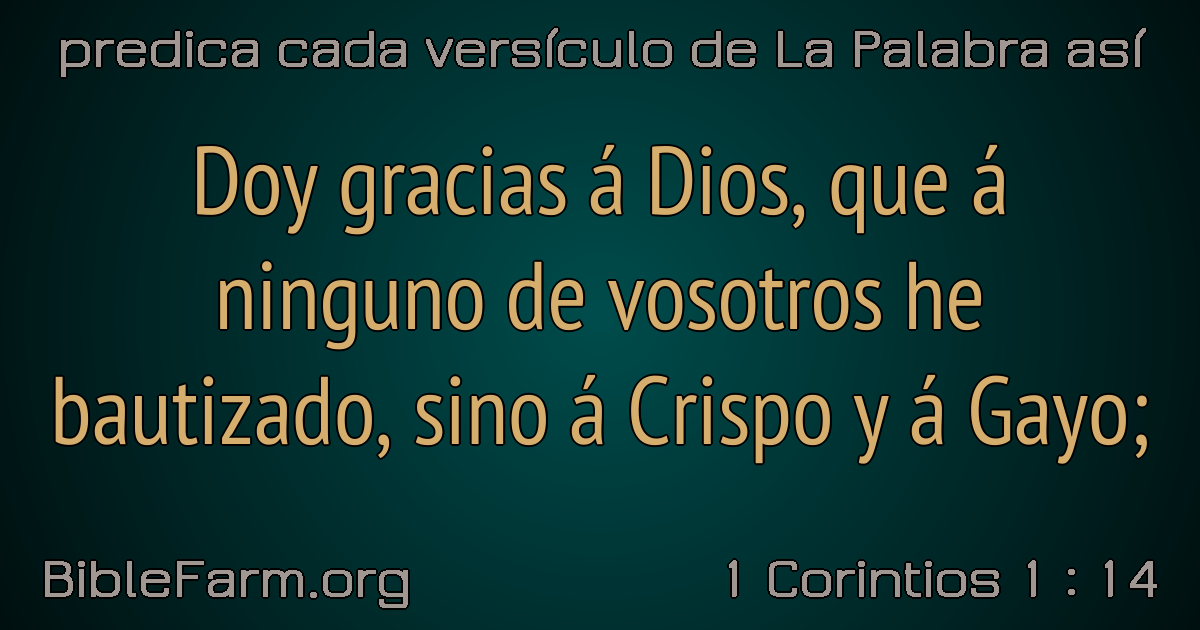 predica cada versículo de La Palabra así
Doy gracias á Dios, que á
ninguno de vosotros he
bautizado, sino á Crispo y á Gayo;
BibleFarm.org
1 Corintios 1 : 14